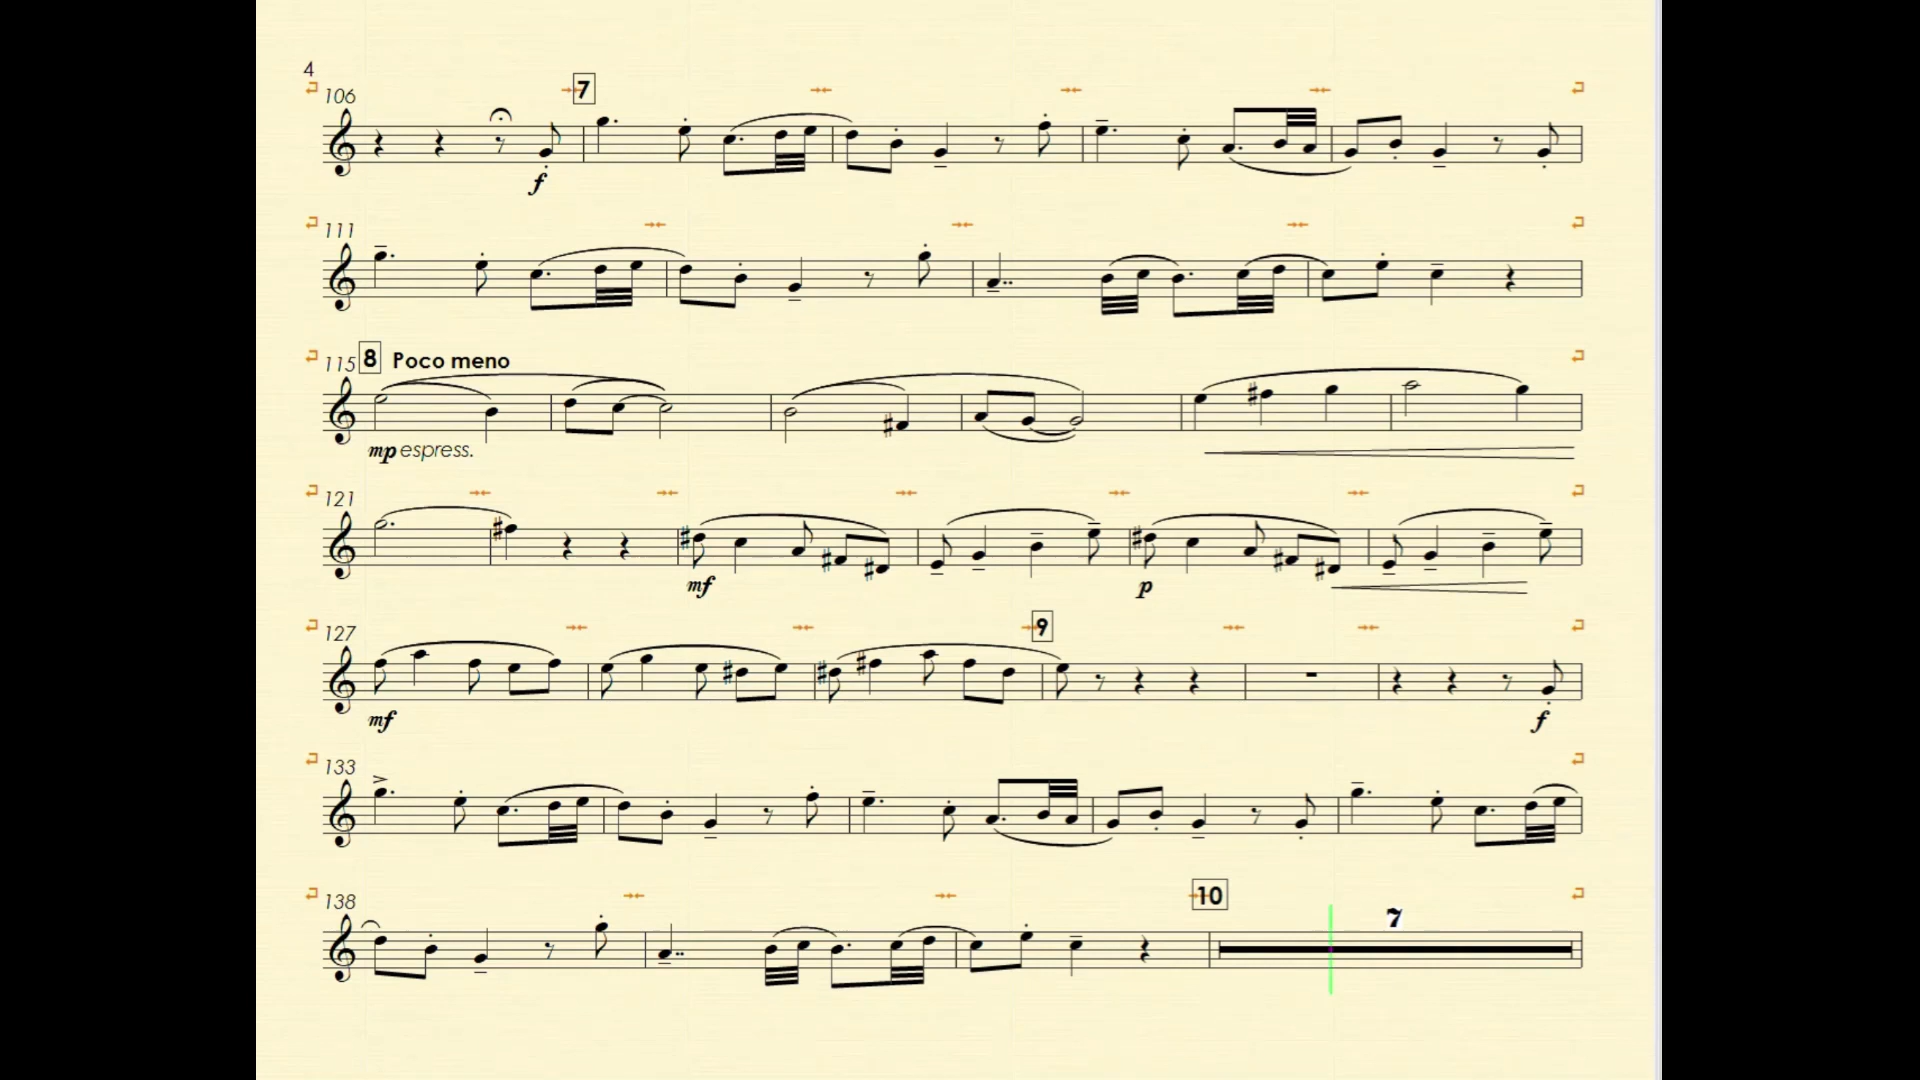 4
106 7
f
111
115 8 Poco meno
mp espress.
121
mf p
127 9
mf f
133
138 10 7